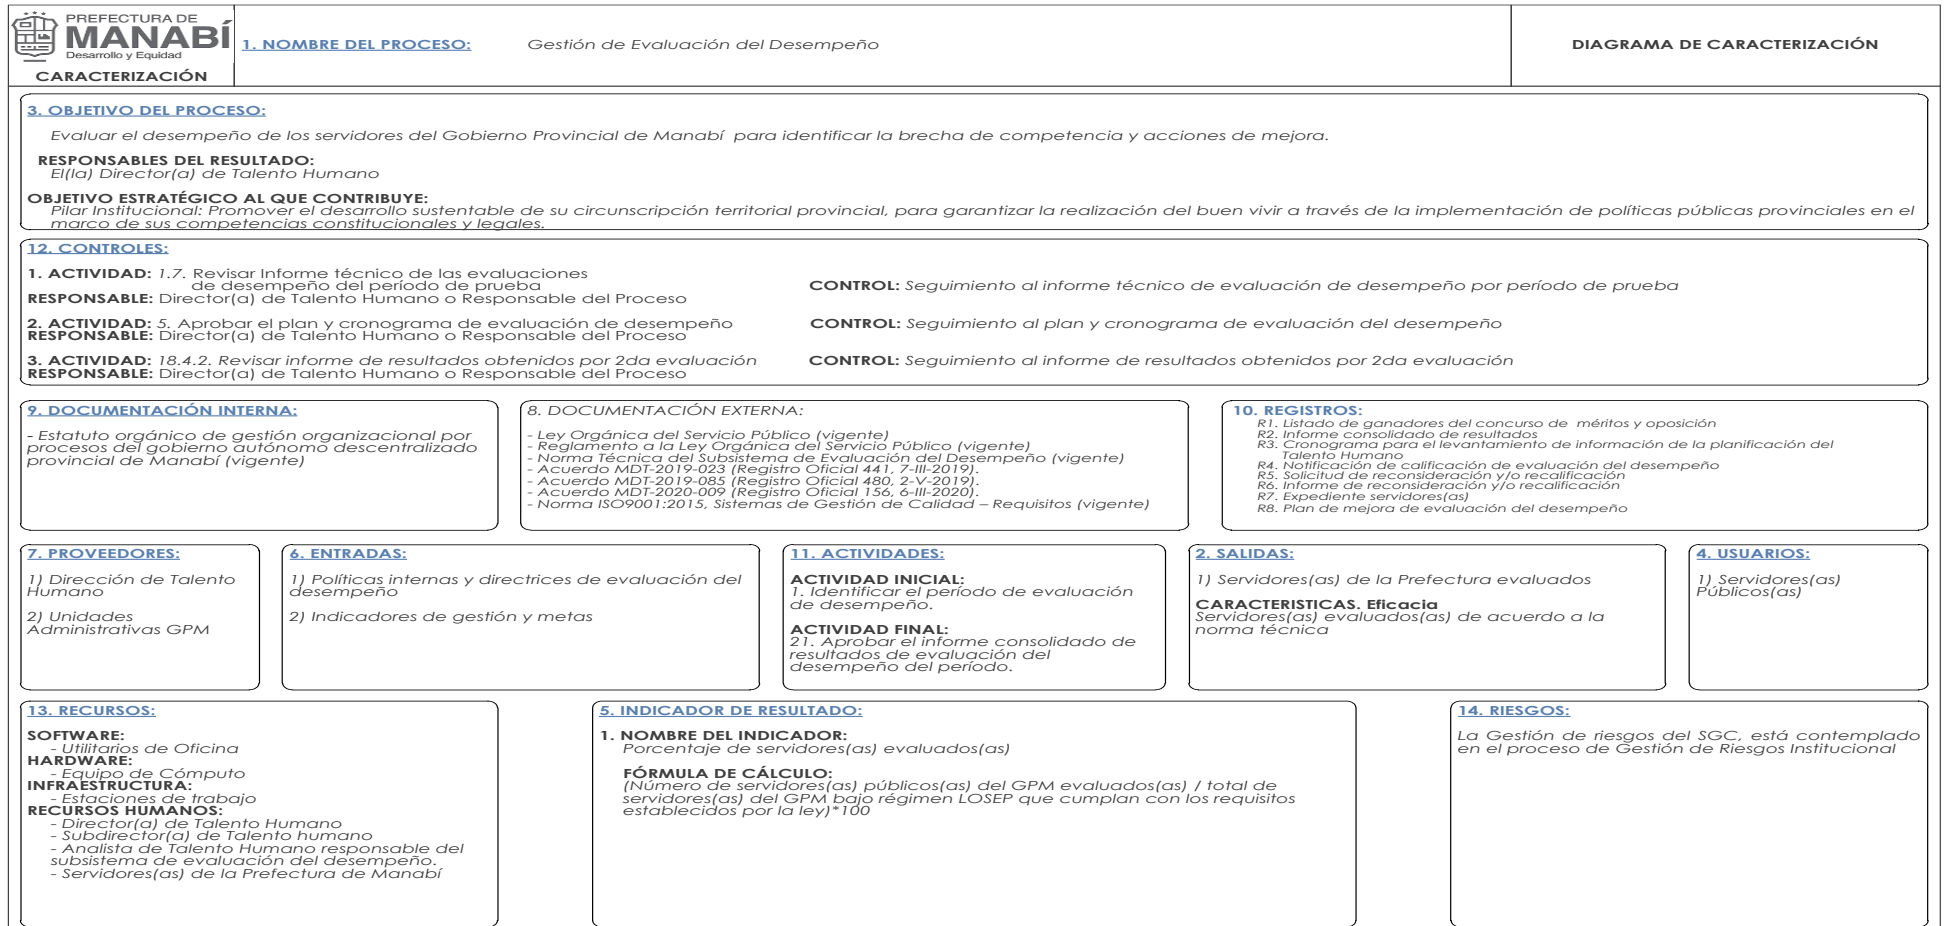 PREFECTURA DE
MANABÍ
Desarrollo y Equidad
CARACTERIZACIÓN
1. NOMBRE DEL PROCESO: Gestión de Evaluación del Desempeño
DIAGRAMA DE CARACTERIZACIÓN
3. OBJETIVO DEL PROCESO:
Evaluar el desempeño de los servidores del Gobierno Provincial de Manabí para identificar la brecha de competencia y acciones de mejora.
RESPONSABLES DEL RESULTADO:
El(la) Director(a) de Talento Humano
OBJETIVO ESTRATÉGICO AL QUE CONTRIBUYE:
Pilar Institucional: Promover el desarrollo sustentable de su circunscripción territorial provincial, para garantizar la realización del buen vivir a través de la implementación de políticas públicas provinciales en el
marco de sus competencias constitucionales y legales.
12. CONTROLES:
1. ACTIVIDAD: 1.7. Revisar Informe técnico de las evaluaciones
de desempeño del período de prueba
CONTROL: Seguimiento al informe técnico de evaluación de desempeño por período de prueba
RESPONSABLE: Director(a) de Talento Humano o Responsable del Proceso
2. ACTIVIDAD: 5. Aprobar el plan y cronograma de evaluación de desempeño
CONTROL: Seguimiento al plan y cronograma de evaluación del desempeño
RESPONSABLE: Director(a) de Talento Humano o Responsable del Proceso
3. ACTIVIDAD: 18.4.2. Revisar informe de resultados obtenidos por 2da evaluación
CONTROL: Seguimiento al informe de resultados obtenidos por 2da evaluación
RESPONSABLE: Director(a) de Talento Humano o Responsable del Proceso
9. DOCUMENTACIÓN INTERNA:
- Estatuto orgánico de gestión organizacional por
procesos del gobierno autónomo descentralizado
provincial de Manabí (vigente)
8. DOCUMENTACIÓN EXTERNA:
- Ley Orgánica del Servicio Público (vigente)
- Reglamento a la Ley Orgánica del Servicio Público (vigente)
- Norma Técnica del Subsistema de Evaluación del Desempeño (vigente)
- Acuerdo MDT-2019-023 (Registro Oficial 441, 7-III-2019).
- Acuerdo MDT-2019-085 (Registro Oficial 480, 2-V-2019).
- Acuerdo MDT-2020-009 (Registro Oficial 156, 6-III-2020).
- Norma ISO9001:2015, Sistemas de Gestión de Calidad – Requisitos (vigente)
10. REGISTROS:
R1. Listado de ganadores del concurso de méritos y oposición
R2. Informe consolidado de resultados
R3. Cronograma para el levantamiento de información de la planificación del
Talento Humano
R4. Notificación de calificación de evaluación del desempeño
R5. Solicitud de reconsideración y/o recalificación
R6. Informe de reconsideración y/o recalificación
R7. Expediente servidores(as)
R8. Plan de mejora de evaluación del desempeño
7. PROVEEDORES:
1) Dirección de Talento
Humano
2) Unidades
Administrativas GPM
6. ENTRADAS:
1) Políticas internas y directrices de evaluación del
desempeño
2) Indicadores de gestión y metas
11. ACTIVIDADES:
ACTIVIDAD INICIAL:
1. Identificar el período de evaluación
de desempeño.
ACTIVIDAD FINAL:
21. Aprobar el informe consolidado de
resultados de evaluación del
desempeño del período.
2. SALIDAS:
1) Servidores(as) de la Prefectura evaluados
CARACTERISTICAS. Eficacia
Servidores(as) evaluados(as) de acuerdo a la
norma técnica
4. USUARIOS:
1) Servidores(as)
Públicos(as)
13. RECURSOS:
SOFTWARE:
- Utilitarios de Oficina
HARDWARE:
- Equipo de Cómputo
INFRAESTRUCTURA:
- Estaciones de trabajo
RECURSOS HUMANOS:
- Director(a) de Talento Humano
- Subdirector(a) de Talento humano
- Analista de Talento Humano responsable del
subsistema de evaluación del desempeño.
- Servidores(as) de la Prefectura de Manabí
5. INDICADOR DE RESULTADO:
1. NOMBRE DEL INDICADOR:
Porcentaje de servidores(as) evaluados(as)
FÓRMULA DE CÁLCULO:
(Número de servidores(as) públicos(as) del GPM evaluados(as) / total de
servidores(as) del GPM bajo régimen LOSEP que cumplan con los requisitos
establecidos por la ley)*100
14. RIESGOS:
La Gestión de riesgos del SGC, está contemplado
en el proceso de Gestión de Riesgos Institucional